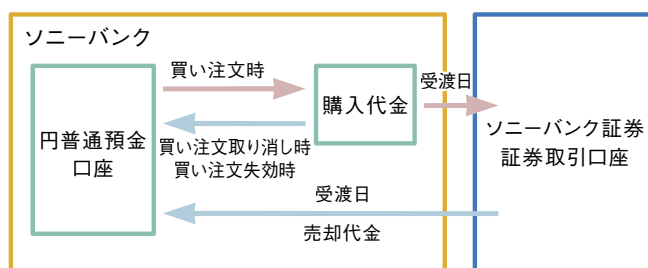 ソニーバンク
買い注文時
円普通預金
口座
購入代金
受渡日
買い注文取り消し時
買い注文失効時
ソニーバンク証券
証券取引口座
受渡日
売却代金